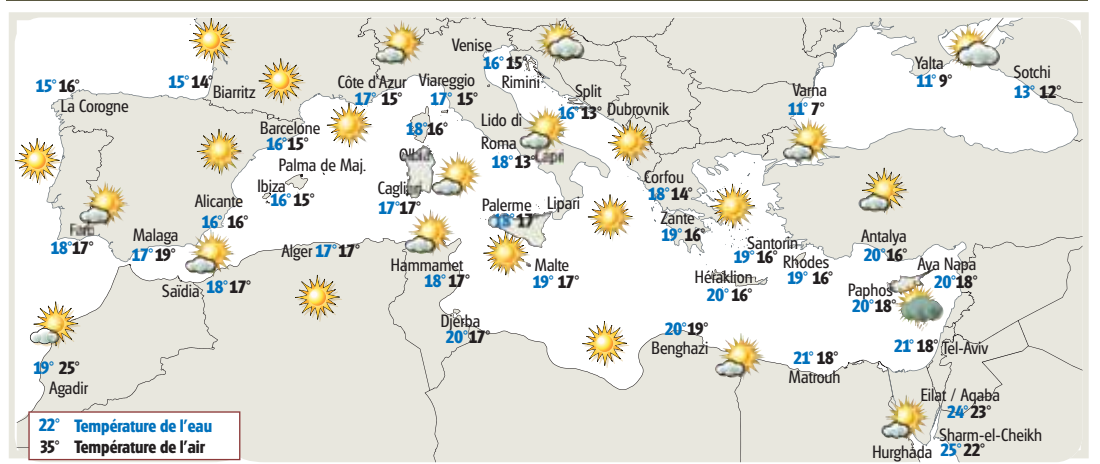 Venise
16° 15°
Rimini
Yalta
11° 9°
Sotchi
13° 12°
15° 16°
La Corogne
15° 14°
Biarritz
Côte d'Azur
17° 15°
Viareggio
17° 15°
Split
16° 13°
Dubrovnik
Varna
11° 7°
Barcelone
16° 15°
18° 16°
Olbia
Lido di
Roma
18° 13°
Capri
Palma de Maj.
Ibiza
16° 15°
Cagliari
17° 17°
Corfou
18° 14°
Alicante
16° 16°
Palerme
18° 17°
Lipari
Zante
19° 16°
Faro
18° 17°
Malaga
17° 19°
Alger 17° 17°
Santorin
19° 16°
Antalya
20° 16°
Saïdia
18° 17°
Hammamet
18° 17°
Malte
19° 17°
Héraklion
20° 16°
Rhodes
19° 16°
Aya Napa
20° 18°
Paphos
20° 18°
Djerba
20° 17°
20° 19°
Benghazi
21° 18°
Tel-Aviv
19° 25°
Agadir
21° 18°
Matrouh
Eilat / Aqaba
24° 23°
Sharm-el-Cheikh
25° 22°
Hurghada
22° Température de l'eau
35° Température de l'air